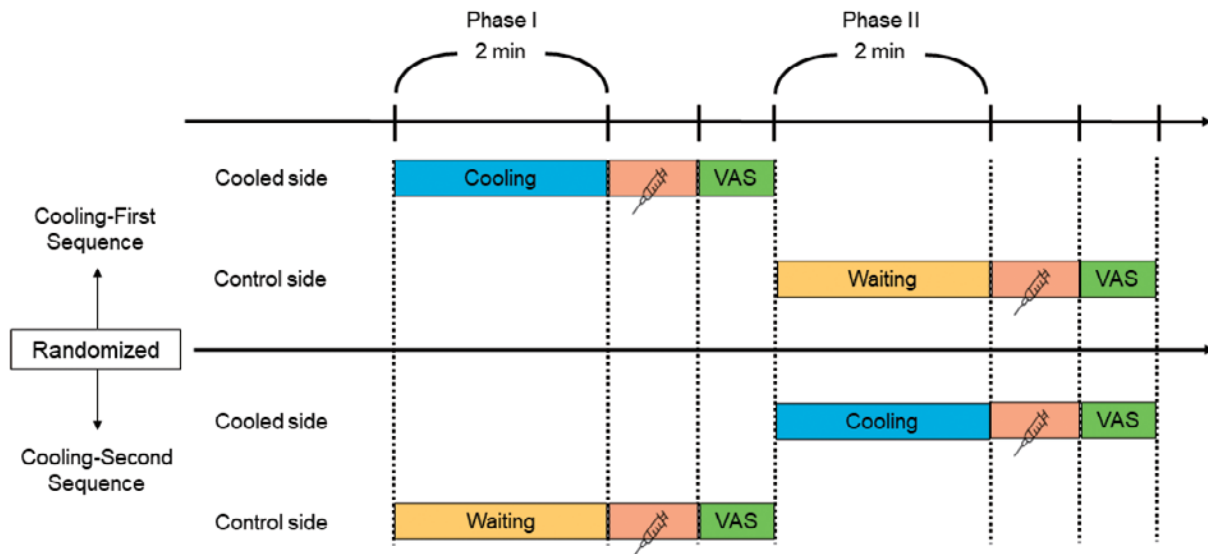 Phase I
2 min
Phase II
2 min
Cooled side
Cooling
VAS
Cooling-First
Sequence
Control side
Waiting
VAS
Randomized
Cooled side
Cooling
VAS
Cooling-Second
Sequence
Control side
Waiting
VAS